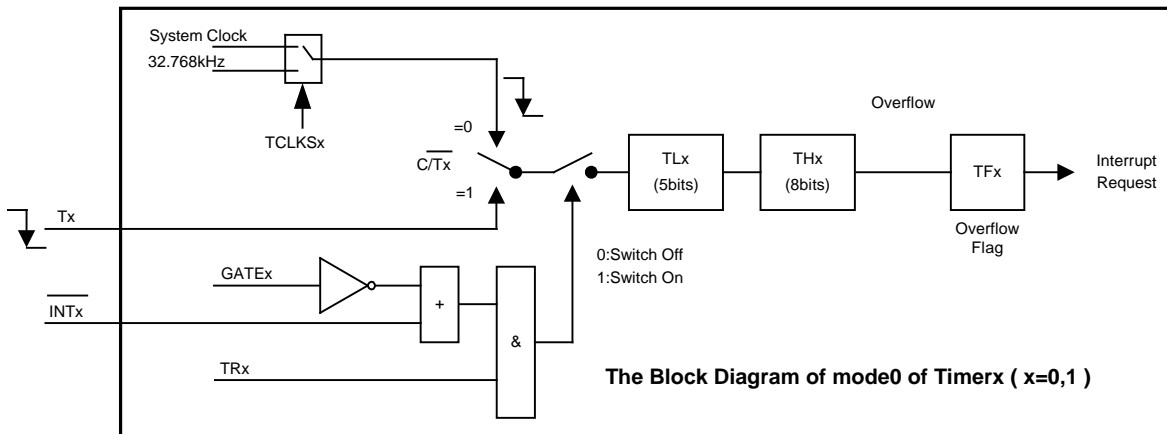 System Clock
32.768kHz
TCLKSx
=0
C/Tx
=1
Overflow
TLx
(5bits)
THx
(8bits)
TFx
Interrupt
Request
Overflow
Flag
Tx
0:Switch Off
1:Switch On
GATEx
+
INTx
&
TRx
The Block Diagram of mode0 of Timerx ( x=0,1 )